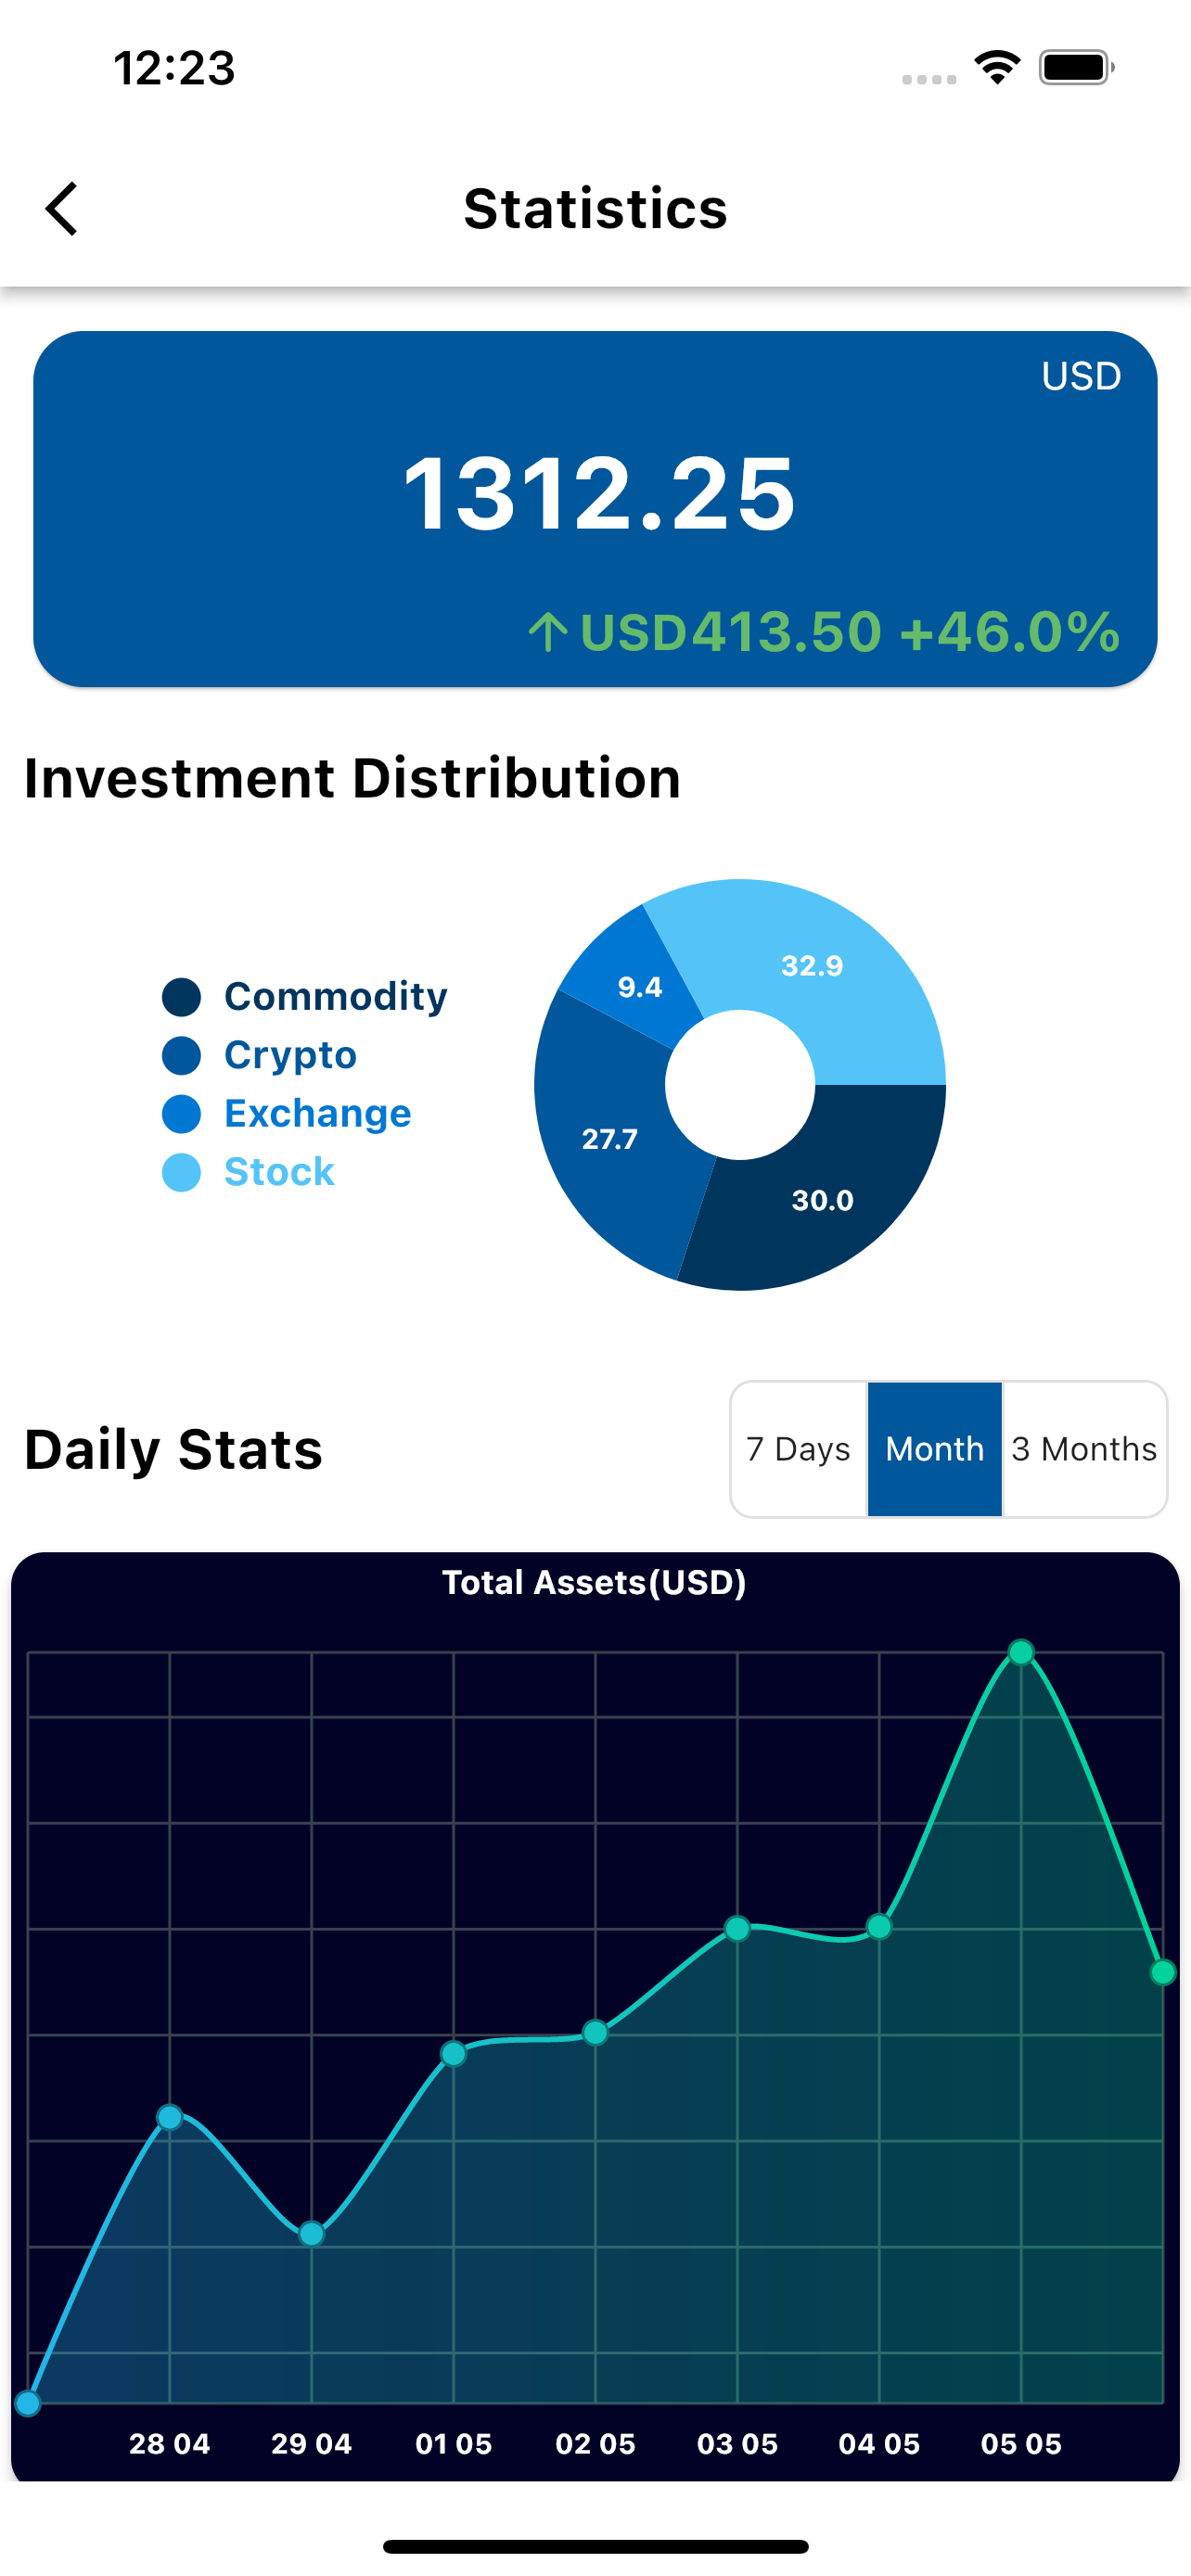 12:23
Statistics
USD
1312.25
↑ USD413.50 +46.0%
Investment Distribution
Commodity
Crypto
Exchange
Stock
32.9
9.4
27.7
30.0
Daily Stats
7 Days
Month
3 Months
Total Assets(USD)
28 04
29 04
01 05
02 05
03 05
04 05
05 05